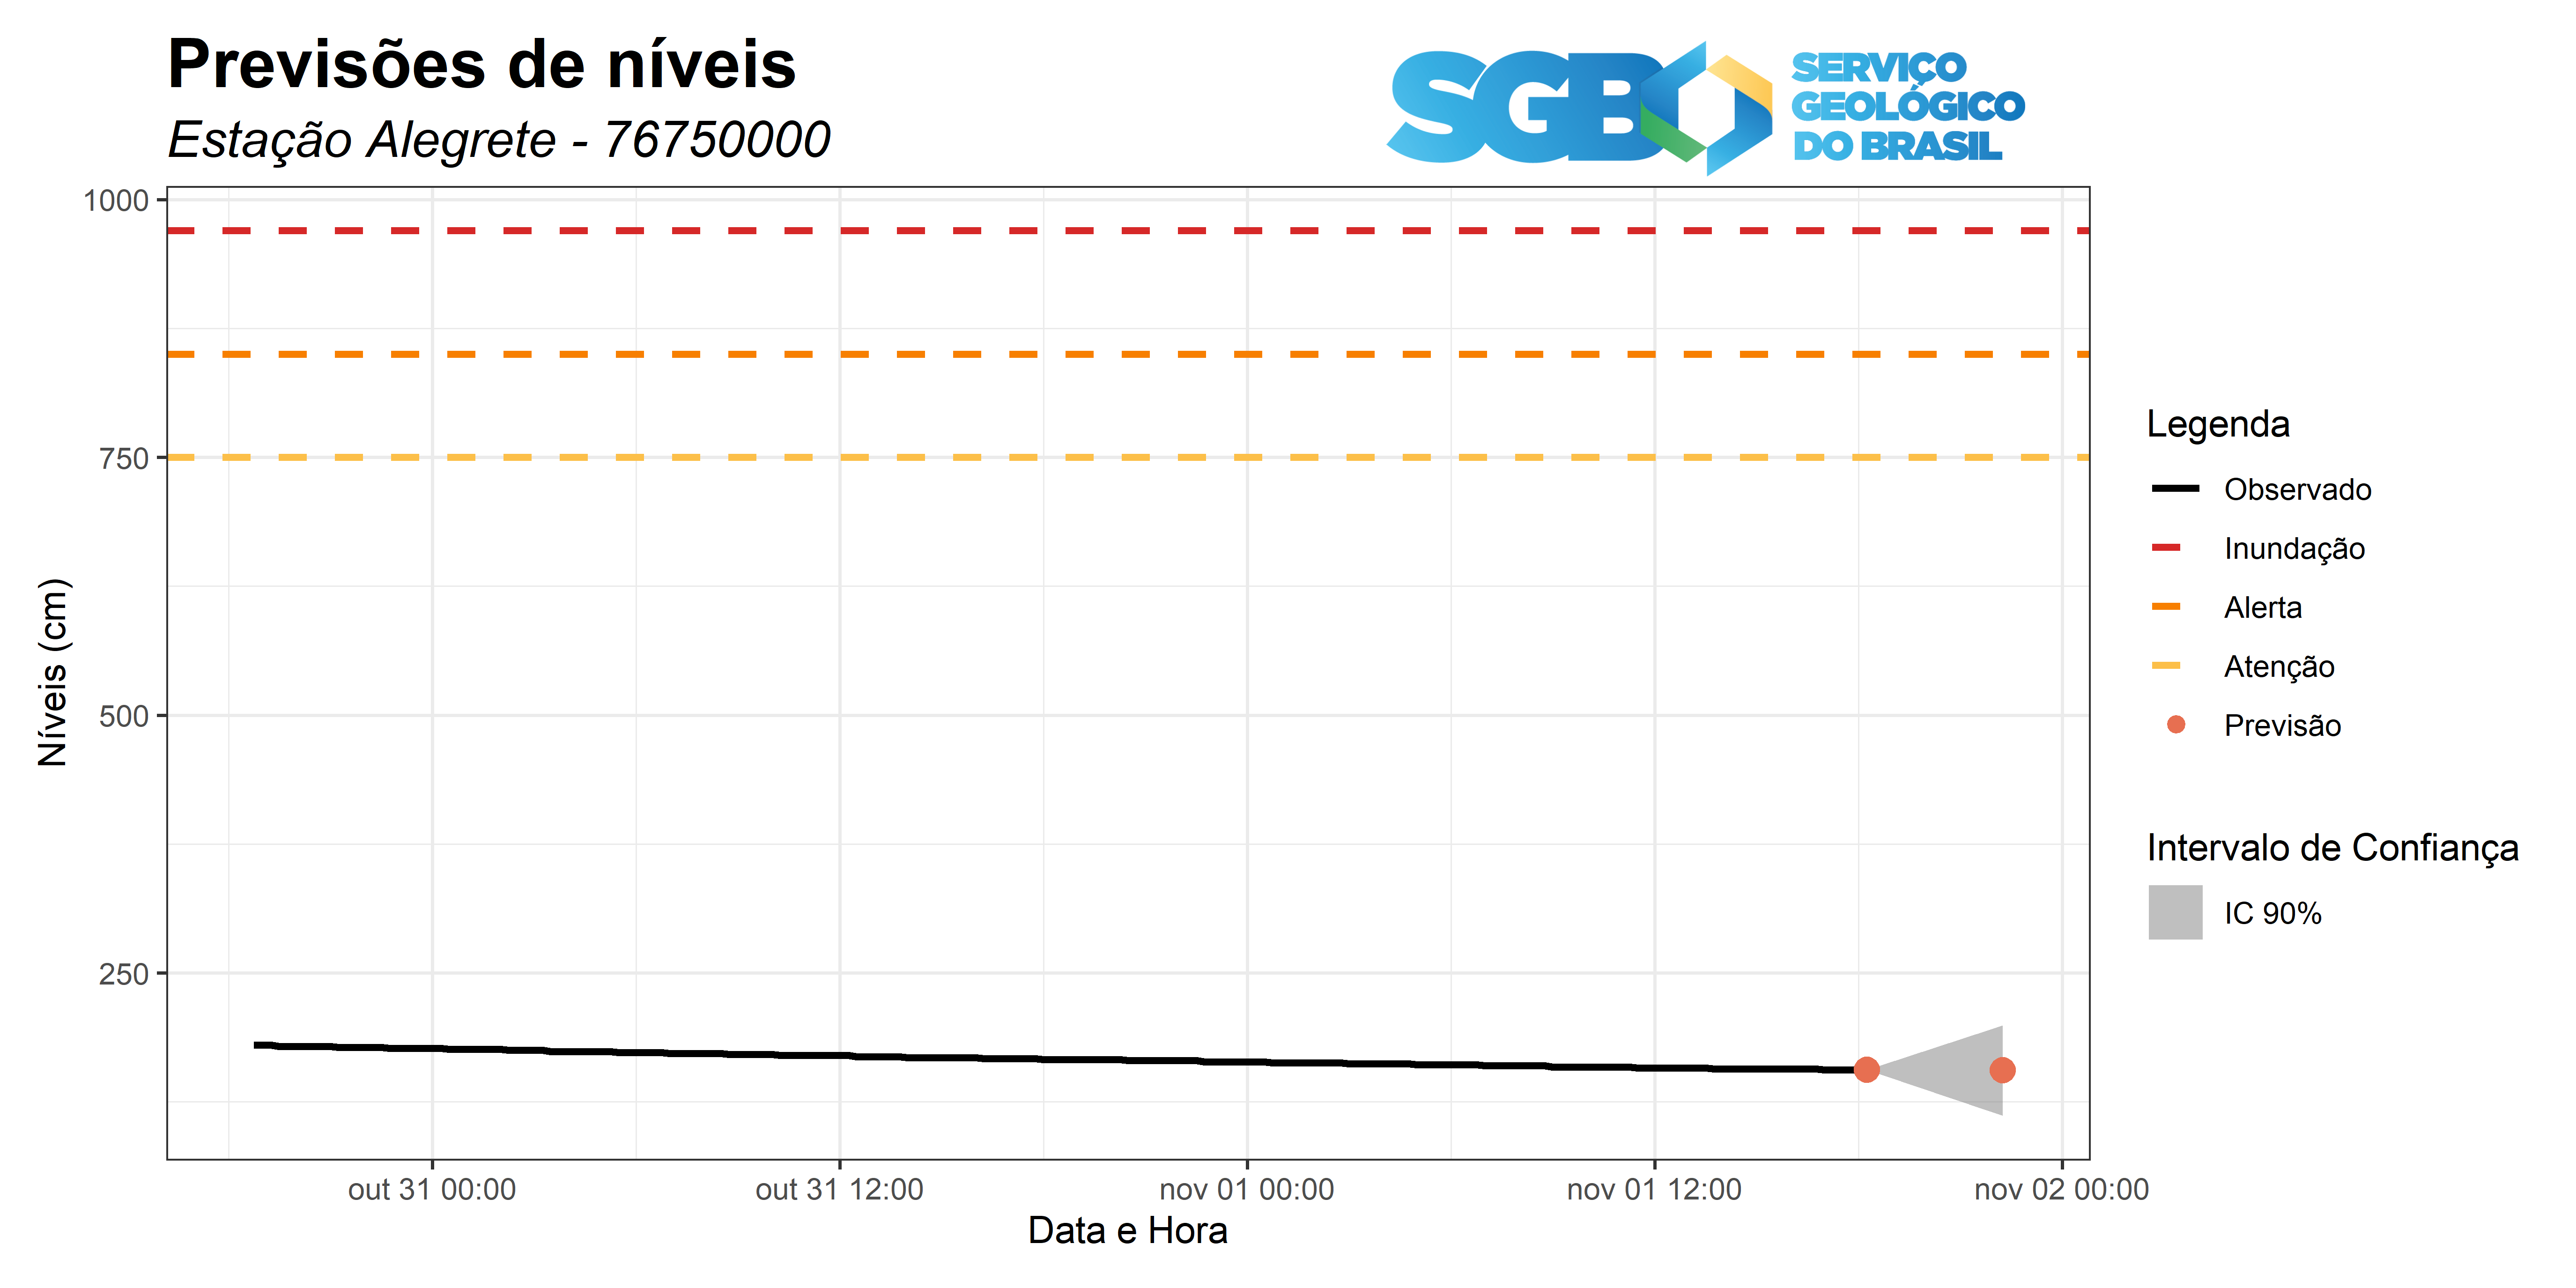 Previsões de níveis
Estação Alegrete - 76750000
SGB
SERVIÇO
GEOLÓGICO
DO BRASIL
1000
750
500
250
Níveis (cm)
out 31 00:00
out 31 12:00
nov 01 00:00
nov 01 12:00
nov 02 00:00
Data e Hora
Legenda
Observado
Inundação
Alerta
Atenção
Previsão
Intervalo de Confiança
IC 90%